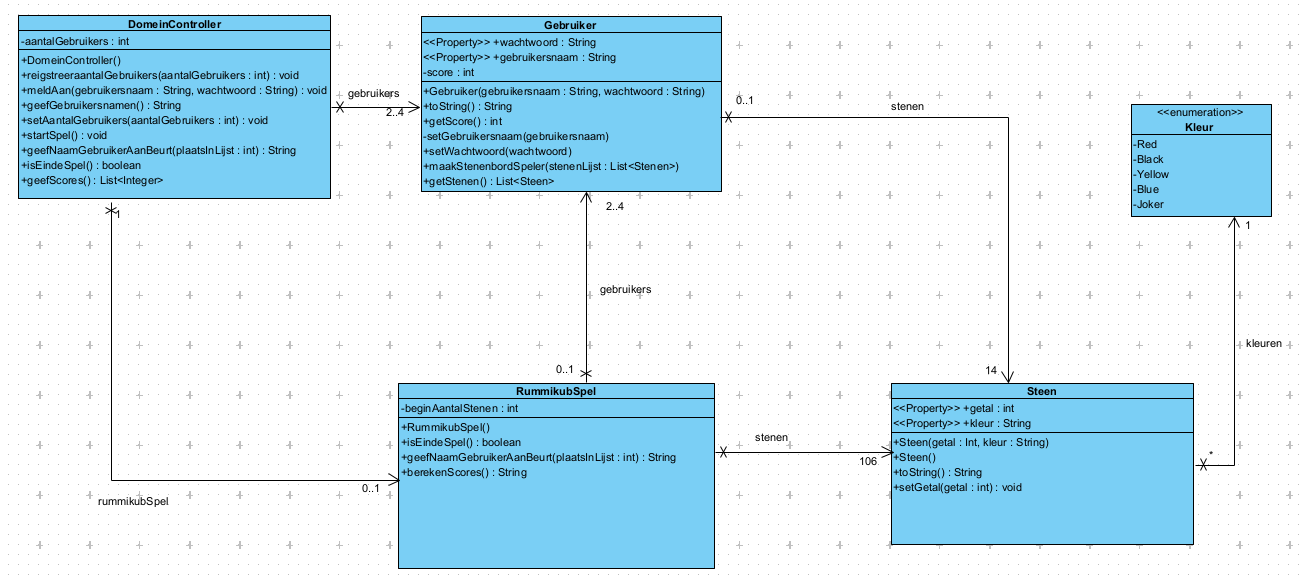 DomeinController
-aantalGebruikers : int
+DomeinController()
+reigstreeraantalGebruikers(aantalGebruikers : int) : void
+meldAan(gebruikersnaam : String, wachtwoord : String) : void
+geefGebruikersnamen() : String
+setAantalGebruikers(aantalGebruikers : int) : void
+startSpel() : void
+geefNaamGebruikerAanBeurt(plaatsInLijst : int) : String
+isEindeSpel() : boolean
+geefScores() : List<Integer>
gebruikers
2..4
Gebruiker
<<Property>> +wachtwoord : String
<<Property>> +gebruikersnaam : String
-score : int
+Gebruiker(gebruikersnaam : String, wachtwoord : String)
+toString() : String
+getScore() : int
-setGebruikersnaam(gebruikersnaam)
+setWachtwoord(wachtwoord)
+maakStenenbordSpeler(stenenLijst : List<Stenen>)
+getStenen() : List<Steen>
0..1
stenen
14
<<enumeration>>
Kleur
-Red
-Black
-Yellow
-Blue
-Joker
1
kleuren
*
1
rummikubSpel
0..1
2..4
gebruikers
0..1
RummikubSpel
-beginAantalStenen : int
+RummikubSpel()
+isEindeSpel() : boolean
+geefNaamGebruikerAanBeurt(plaatsInLijst : int) : String
+berekenScores() : String
stenen
106
Steen
<<Property>> +getal : int
<<Property>> +kleur : String
+Steen(getal : Int, kleur : String)
+Steen()
+toString() : String
+setGetal(getal : int) : void